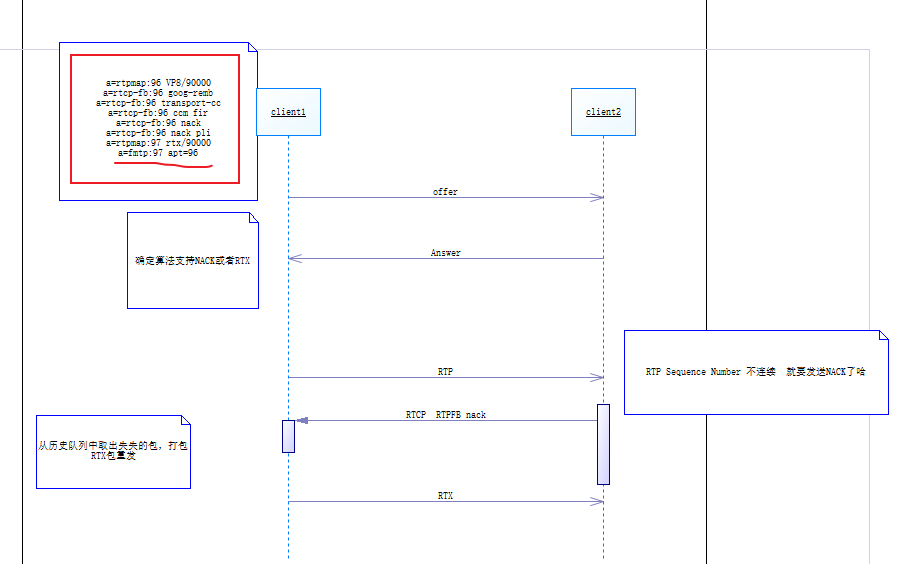 a=rtpmap:96 VP8/90000
a=rtcp-fb:96 goog-remb
a=rtcp-fb:96 transport-cc
a=rtcp-fb:96 ccm fir
a=rtcp-fb:96 nack
a=rtcp-fb:96 nack pli
a=rtpmap:97 rtx/90000
a=fmtp:97 apt=96
client1
client2
offer
确定算法支持NACK或者RTX
Answer
RTP
RTP Sequence Number 不连续 就要发送NACK了哈
RTCP RTPFB nack
从历史队列中取出失失的包，打包
RTX包重发
RTX